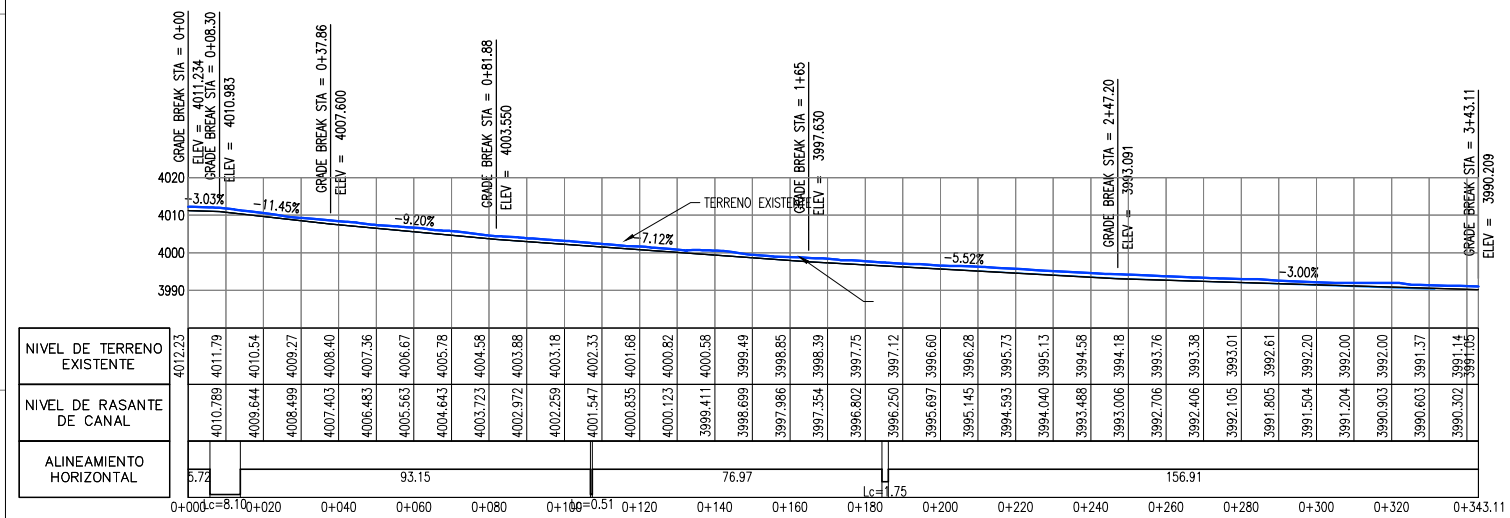 GRADE BREAK STA = 0+00
ELEV = 4011.234
GRADE BREAK STA = 0+08.30
ELEV = 4010.983
GRADE BREAK STA = 0+37.86
ELEV = 4007.600
GRADE BREAK STA = 0+81.88
ELEV = 4003.550
GRADE BREAK STA = 1+65
ELEV = 3997.630
GRADE BREAK STA = 2+47.20
ELEV = 3993.091
GRADE BREAK STA = 3+43.11
ELEV = 3990.209
4020
4010
4000
3990
-3.03%
-11.45%
-9.20%
-7.12%
-5.52%
-3.00%
TERRENO EXISTENTE
NIVEL DE TERRENO
EXISTENTE
4012.23 4011.79 4010.54 4009.27 4008.40 4007.36 4006.67 4005.78 4004.58 4003.88 4003.18 4002.33 4001.68 4000.82 4000.58 3999.49 3998.85 3998.39 3997.75 3997.12 3996.60 3996.28 3995.73 3995.13 3994.58 3994.18 3993.76 3993.38 3993.01 3992.61 3992.20 3992.00 3992.00 3991.37 3991.14 3991.05
NIVEL DE RASANTE
DE CANAL
4010.789 4009.644 4008.499 4007.403 4006.483 4005.563 4004.643 4003.723 4002.972 4002.259 4001.547 4000.835 4000.123 3999.411 3998.699 3997.986 3997.354 3996.802 3996.250 3995.697 3995.145 3994.593 3994.040 3993.488 3993.006 3992.706 3992.406 3992.105 3991.805 3991.504 3991.204 3990.903 3990.603 3990.302
ALINEAMIENTO
HORIZONTAL
5.72 Lc=8.10 93.15 Lc=0.51 76.97 Lc=1.75 156.91
0+000 0+020 0+040 0+060 0+080 0+100 0+120 0+140 0+160 0+180 0+200 0+220 0+240 0+260 0+280 0+300 0+320 0+343.11